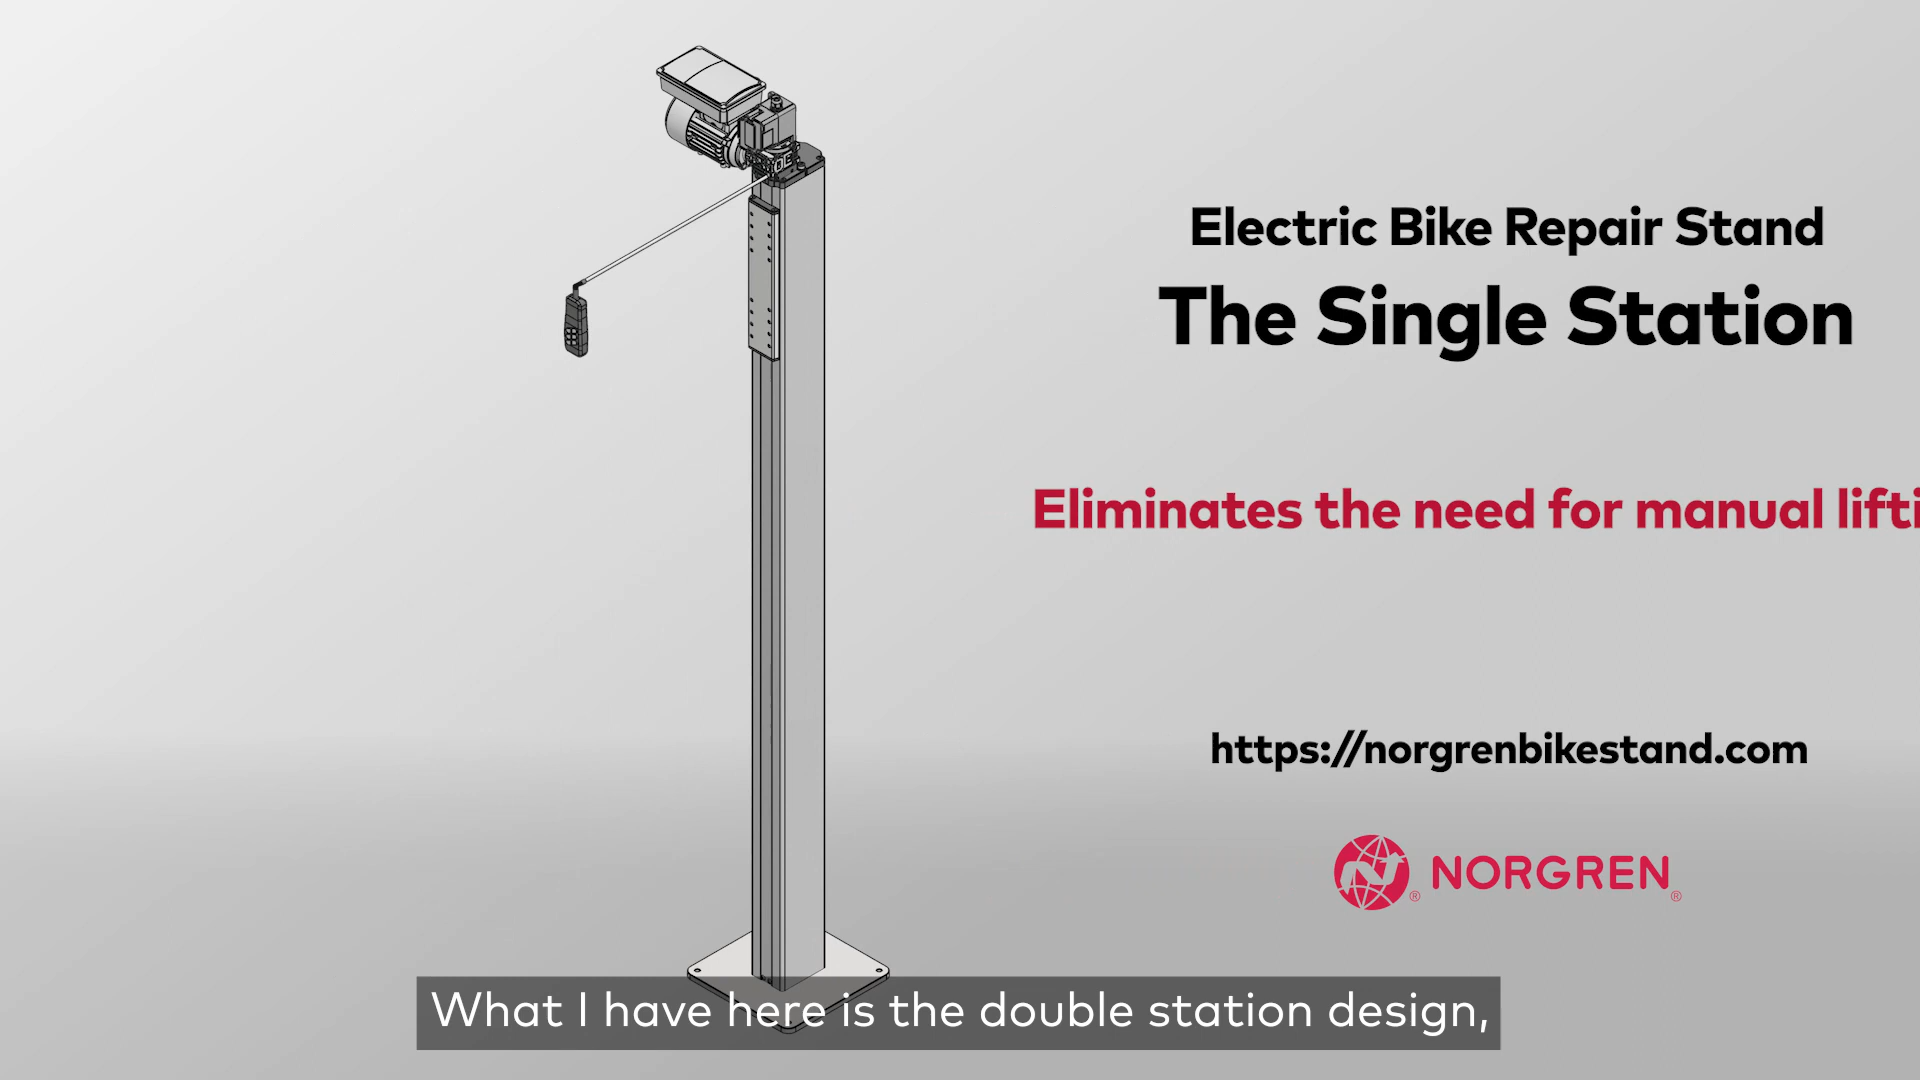 Electric Bike Repair Stand
The Single Station
Eliminates the need for manual lifti
https://norgrenbikestand.com
NORGREN
What I have here is the double station design,